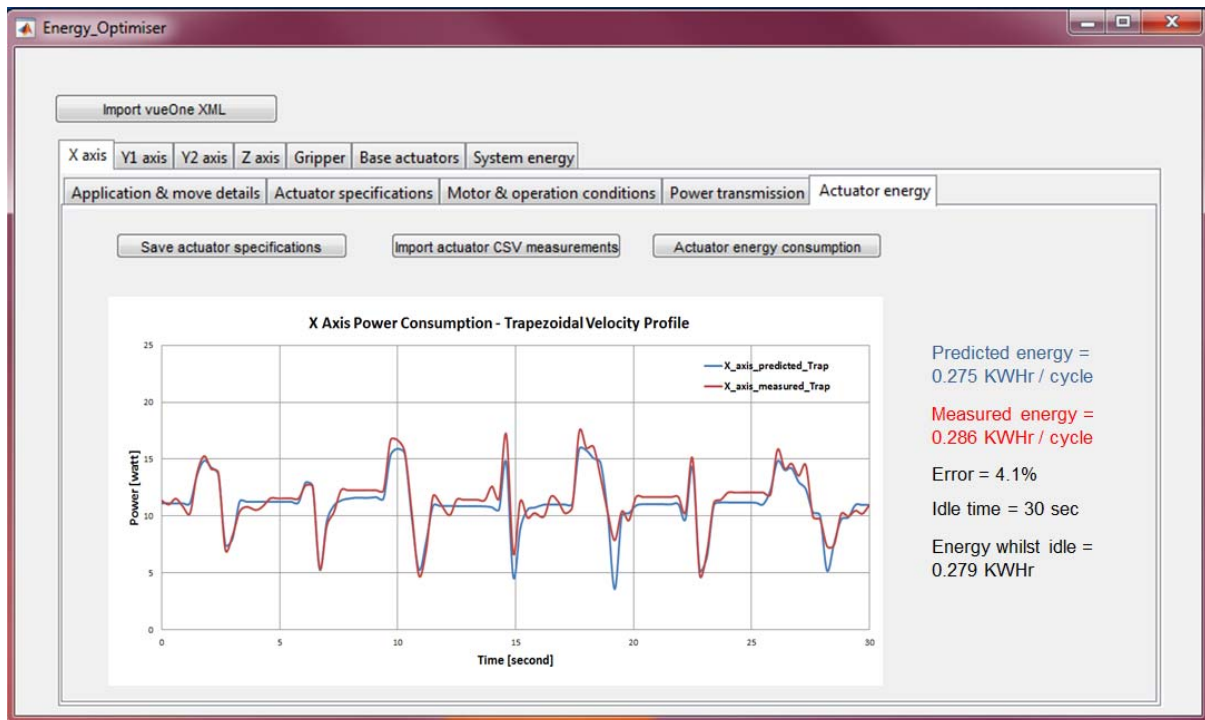 Energy_Optimiser
Import vueOne XML
X axis Y1 axis Y2 axis Z axis Gripper Base actuators System energy
Application & move details Actuator specifications Motor & operation conditions Power transmission Actuator energy
Save actuator specifications Import actuator CSV measurements Actuator energy consumption
X Axis Power Consumption - Trapezoidal Velocity Profile
25
20
15
10
5
0
Power [watt]
X_axis_predicted_Trap
X_axis_measured_Trap
0 5 10 15 20 25 30
Time [second]
Predicted energy =
0.275 KWHr / cycle
Measured energy =
0.286 KWHr / cycle
Error = 4.1%
Idle time = 30 sec
Energy whilst idle =
0.279 KWHr